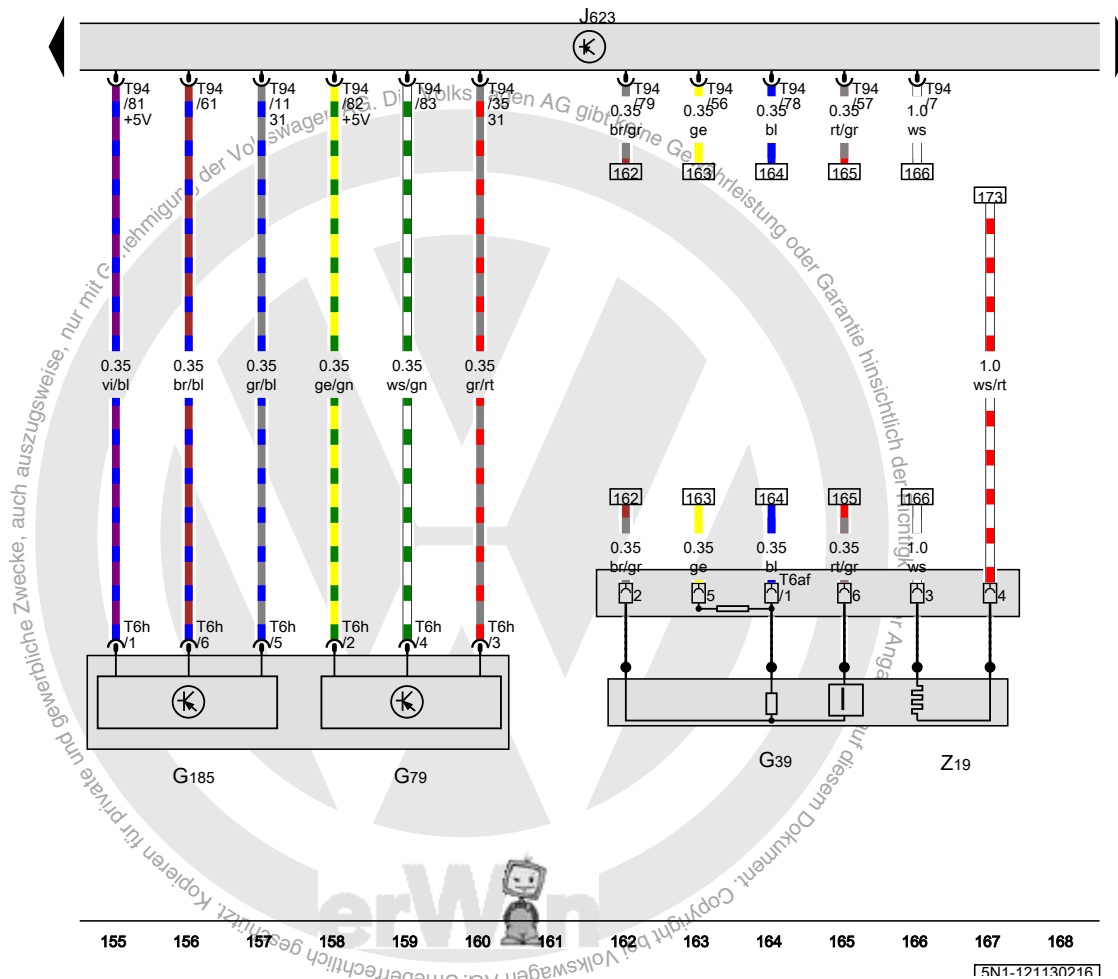 J623
T94 T94 T94 T94 T94 T94 T94 T94 T94 T94 T94
/81 /61 /11 /82 /83 /35 /79 /56 /78 /57 /7
+5V 31 +5V 31
0.35 0.35 0.35 0.35 1.0
br/gr ge bl rt/gr ws
162 163 164 165 166
173
0.35 0.35 0.35 0.35 0.35 0.35 1.0
vi/bl br/bl gr/bl ge/gn ws/gn gr/rt ws/rt
162 163 164 165 166
0.35 0.35 0.35 0.35 1.0
br/gr ge bl rt/gr ws
T6af
2 5 /1 6 3 4
T6h T6h T6h T6h T6h T6h
/1 /6 /5 /2 /4 /3
G185 G79 G39 Z19
erWin
155 156 157 158 159 160 161 162 163 164 165 166 167 168
5N1-121130216